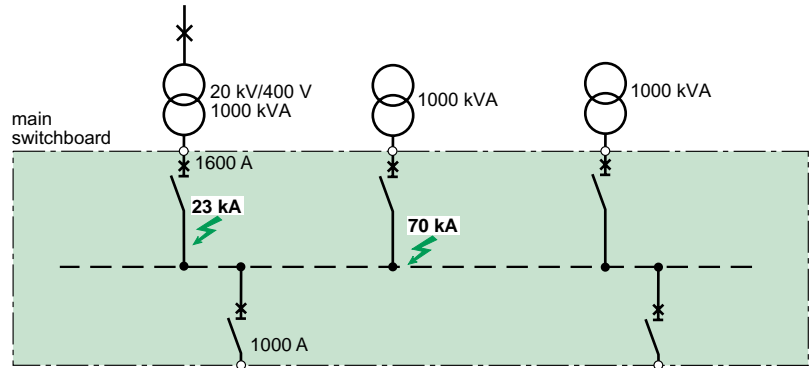 20 kV/400 V
1000 kVA
1000 kVA
1000 kVA
main
switchboard
1600 A
23 kA
70 kA
1000 A